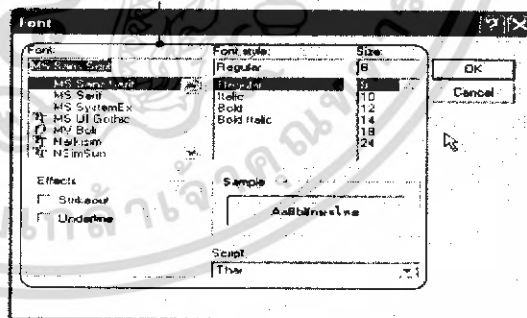 Font
Font: Font style: Size:
MS Sans Serif Regular 8
MS Sans Serif Regular 8 OK
MS Serif Italic 10 Cancel
MS SystemEx Bold 12
MS UI Gothic Bold Italic 14
MV Boli 18
Narkisim 24
NSimSun
Effects Sample
Strikeout
Underline
Script:
Thai